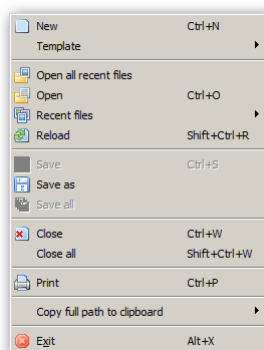 New Ctrl+N
Template
Open all recent files
Open Ctrl+O
Recent files
Reload Shift+Ctrl+R
Save Ctrl+S
Save as
Save all
Close Ctrl+W
Close all Shift+Ctrl+W
Print Ctrl+P
Copy full path to clipboard
Exit Alt+X